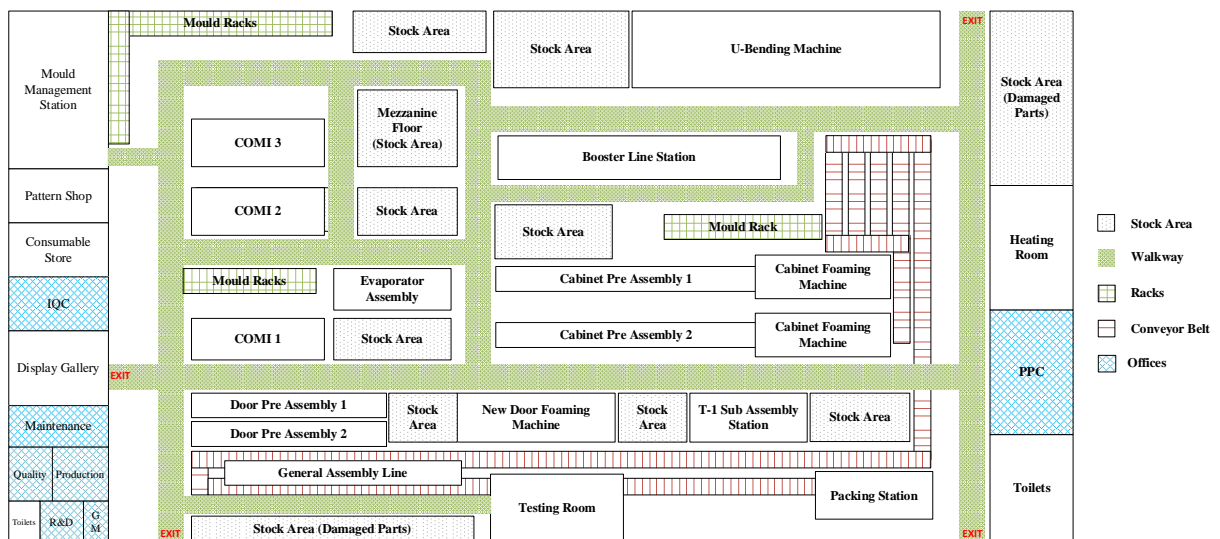 Mould Racks
Stock Area
Stock Area
U-Bending Machine
EXIT
Mould
Management
Station
Stock Area
(Damaged
Parts)
COMI 3
Mezzanine
Floor
(Stock Area)
Booster Line Station
Pattern Shop
COMI 2
Stock Area
Stock Area
Mould Rack
Consumable
Store
Heating
Room
Stock Area
Walkway
Racks
Conveyor Belt
Offices
IQC
Mould Racks
Evaporator
Assembly
Cabinet Pre Assembly 1
Cabinet Foaming
Machine
COMI 1
Stock Area
Cabinet Pre Assembly 2
Cabinet Foaming
Machine
Display Gallery
EXIT
PPC
Maintenance
Door Pre Assembly 1
Door Pre Assembly 2
Stock
Area
New Door Foaming
Machine
Stock
Area
T-1 Sub Assembly
Station
Stock Area
Quality
Production
General Assembly Line
Testing Room
Packing Station
Toilets
Toilets
R&D
G
M
EXIT
Stock Area (Damaged Parts)
EXIT